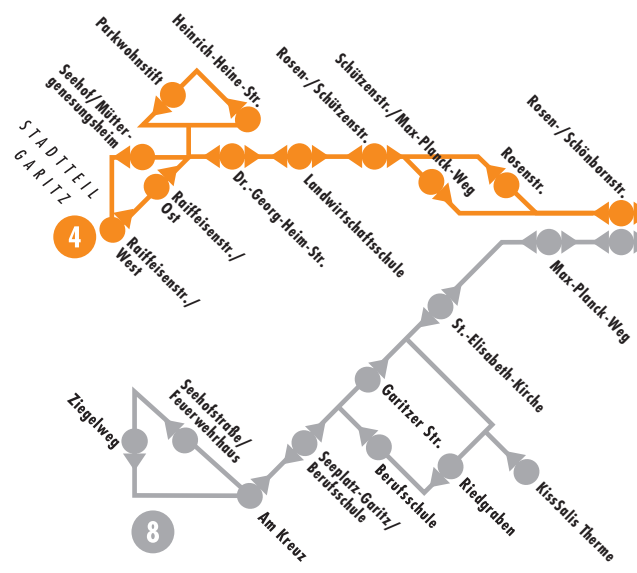 Parkwohnstift
Heinrich-Heine-Str.
Seehof/Mütter-
genesungsheim
Rosen-/Schützenstr.
Schützenstr./Max-Planck-Weg
Rosenstr.
Rosen-/Schönbornstr.
STADTTEIL
GARITZ
4
Raiffeisenstr./
West
Raiffeisenstr./
Ost
Dr.-Georg-Heim-Str.
Landwirtschaftsschule
Max-Planck-Weg
St.-Elisabeth-Kirche
Garitzer Str.
Ziegelweg
Seehofstraße/
Feuerwehrhaus
Seeplatz-Garitz/
Berufsschule
Berufsschule
Riedgraben
KissSalis Therme
Am Kreuz
8